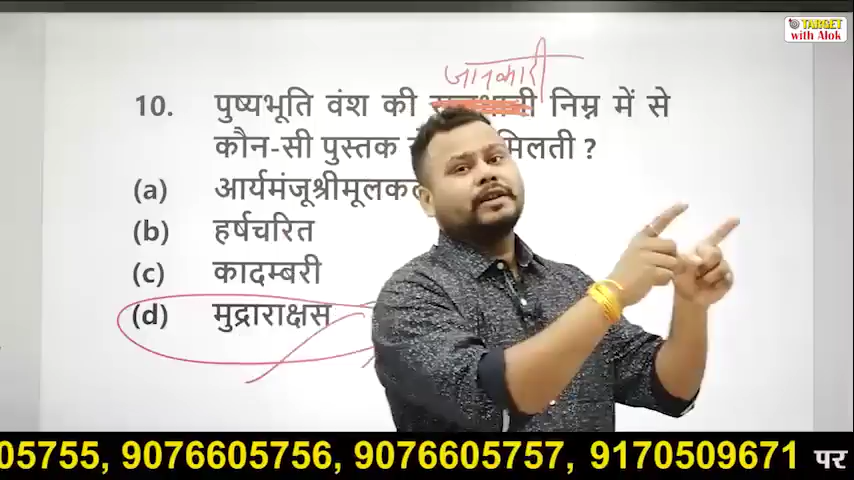 TARGET
with Alok
जानकारी
10. पुष्यभूति वंश की निम्न में से
कौन-सी पुस्तक मिलती ?
(a) आर्यमंजूश्रीमूलक
(b) हर्षचरित
(c) कादम्बरी
(d) मुद्राराक्षस
05755, 9076605756, 9076605757, 9170509671 पर